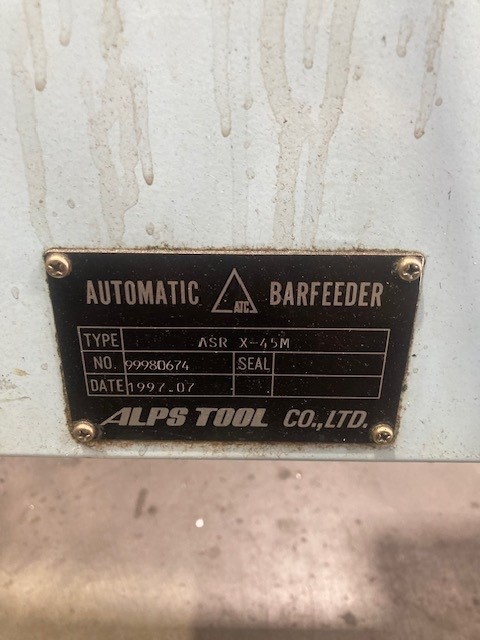 AUTOMATIC ATC BARFEEDER
TYPE ASR X-45M
NO. 99980674 SEAL
DATE 1997.07
ALPS TOOL CO.,LTD.